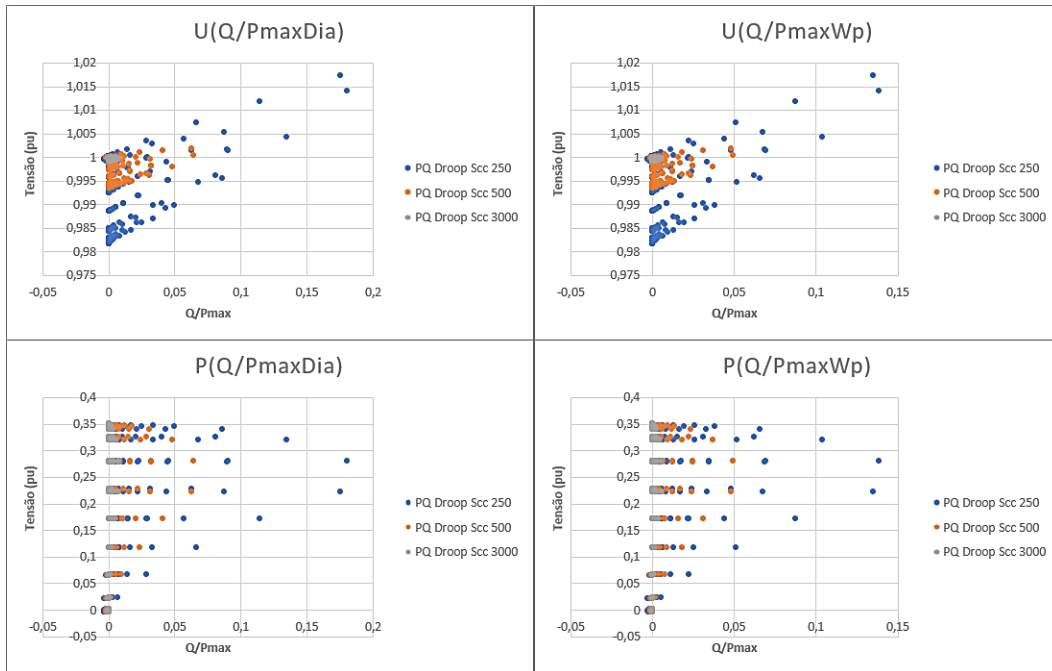 U(Q/PmaxDia)
1,02
1,015
1,01
1,005
1
0,995
0,99
0,985
0,98
0,975
Tensão (pu)
-0,05 0 0,05 0,1 0,15 0,2
Q/Pmax
PQ Droop Scc 250
PQ Droop Scc 500
PQ Droop Scc 3000
U(Q/PmaxWp)
1,02
1,015
1,01
1,005
1
0,995
0,99
0,985
0,98
0,975
Tensão (pu)
-0,05 0 0,05 0,1 0,15
Q/Pmax
PQ Droop Scc 250
PQ Droop Scc 500
PQ Droop Scc 3000
P(Q/PmaxDia)
0,4
0,35
0,3
0,25
0,2
0,15
0,1
0,05
0
-0,05
Tensão (pu)
-0,05 0 0,05 0,1 0,15 0,2
Q/Pmax
PQ Droop Scc 250
PQ Droop Scc 500
PQ Droop Scc 3000
P(Q/PmaxWp)
0,4
0,35
0,3
0,25
0,2
0,15
0,1
0,05
0
-0,05
Tensão (pu)
-0,05 0 0,05 0,1 0,15
Q/Pmax
PQ Droop Scc 250
PQ Droop Scc 500
PQ Droop Scc 3000